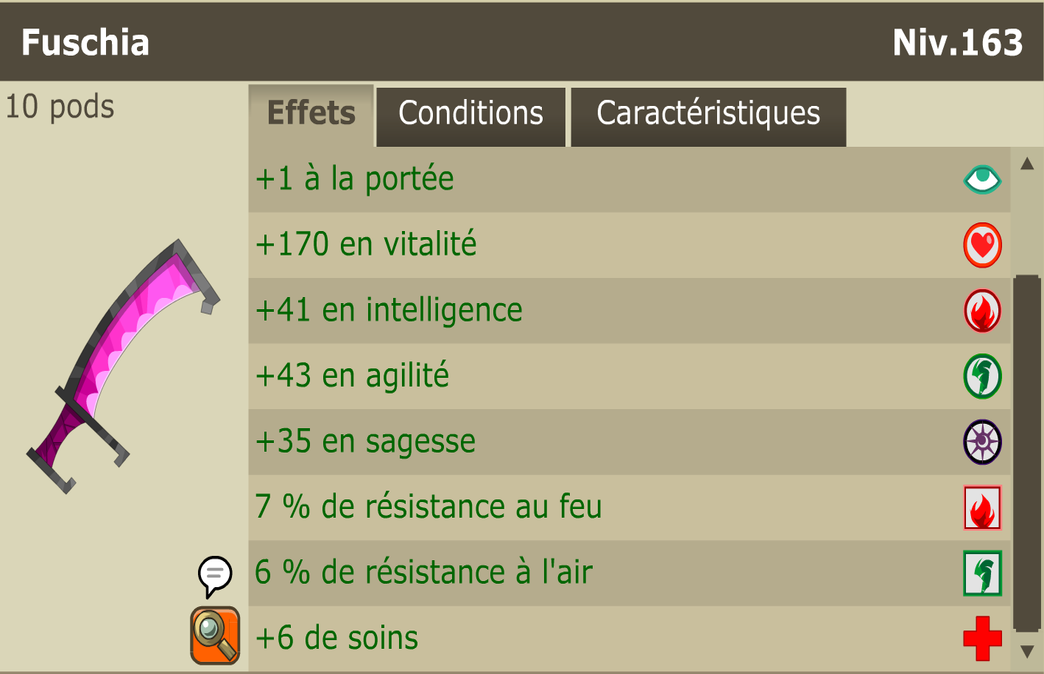 Fuschia
Niv.163
10 pods
Effets
Conditions
Caractéristiques
+1 à la portée
+170 en vitalité
+41 en intelligence
+43 en agilité
+35 en sagesse
7 % de résistance au feu
6 % de résistance à l'air
+6 de soins